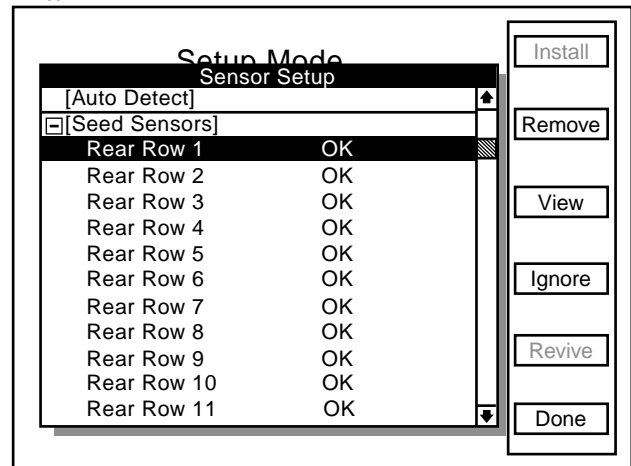 Setup Mode
Sensor Setup
[Auto Detect]
[Seed Sensors]
Rear Row 1 OK
Rear Row 2 OK
Rear Row 3 OK
Rear Row 4 OK
Rear Row 5 OK
Rear Row 6 OK
Rear Row 7 OK
Rear Row 8 OK
Rear Row 9 OK
Rear Row 10 OK
Rear Row 11 OK
Install
Remove
View
Ignore
Revive
Done